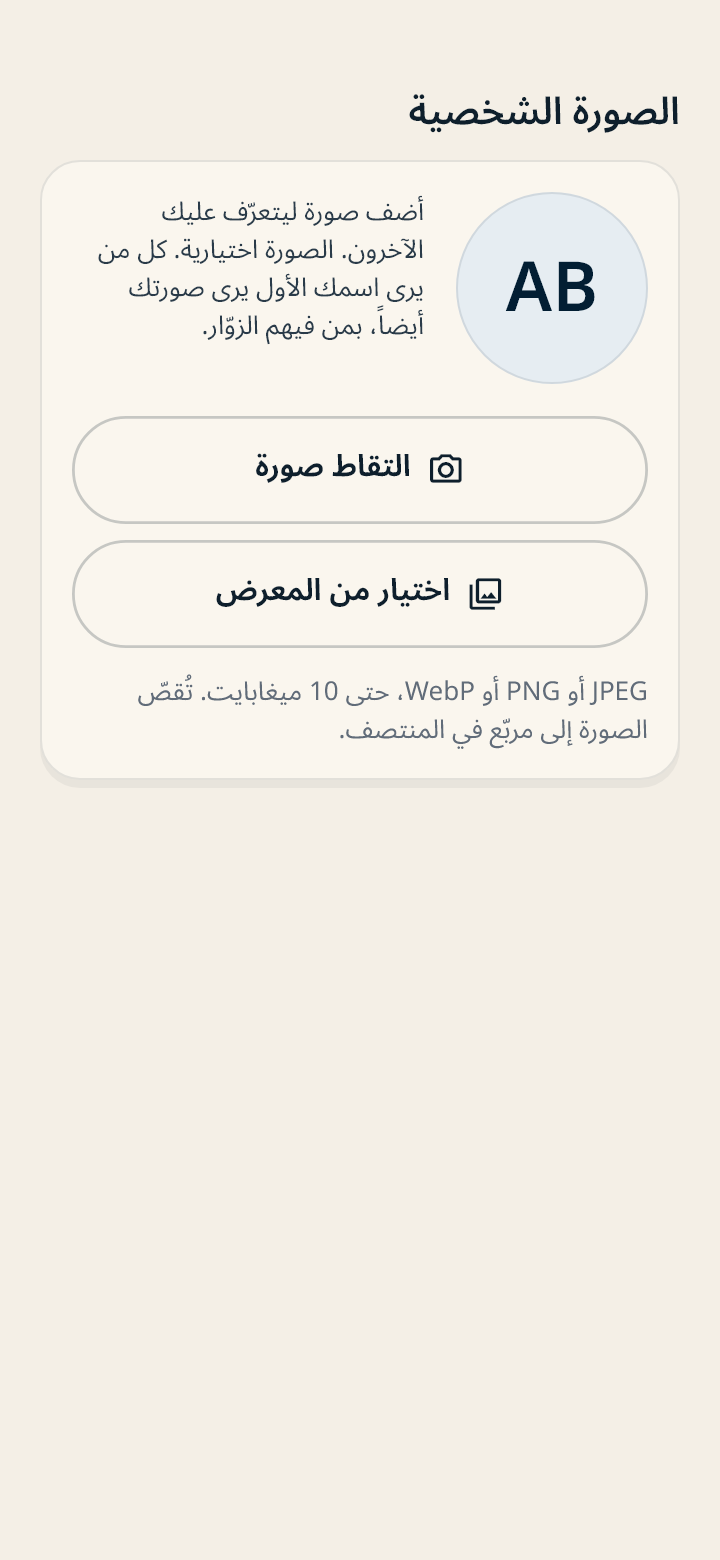 الصورة الشخصية
AB
أضف صورة ليتعرّف عليك
الآخرون. الصورة اختيارية. كل من
يرى اسمك الأول يرى صورتك
أيضاً، بمن فيهم الزوّار.
التقاط صورة
اختيار من المعرض
JPEG أو PNG أو WebP، حتى 10 ميغابايت. تُقصّ
الصورة إلى مربّع في المنتصف.